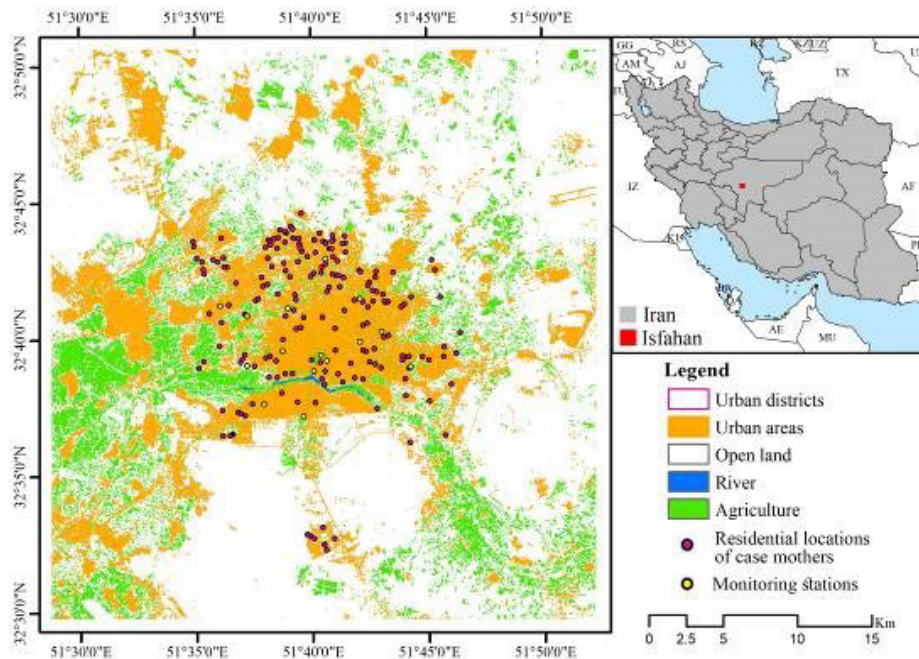 51°30'0"E 51°35'0"E 51°40'0"E 51°45'0"E 51°50'0"E
32°50'0"N
32°45'0"N
32°40'0"N
32°35'0"N
32°30'0"N
51°30'0"E 51°35'0"E 51°40'0"E 51°45'0"E 51°50'0"E
GG RS KZ
AM AJ TX
IZ AF
KU
AE MU
Iran
Isfahan
Legend
Urban districts
Urban areas
Open land
River
Agriculture
Residential locations
of case mothers
Monitoring stations
Km
0 2.5 5 10 15